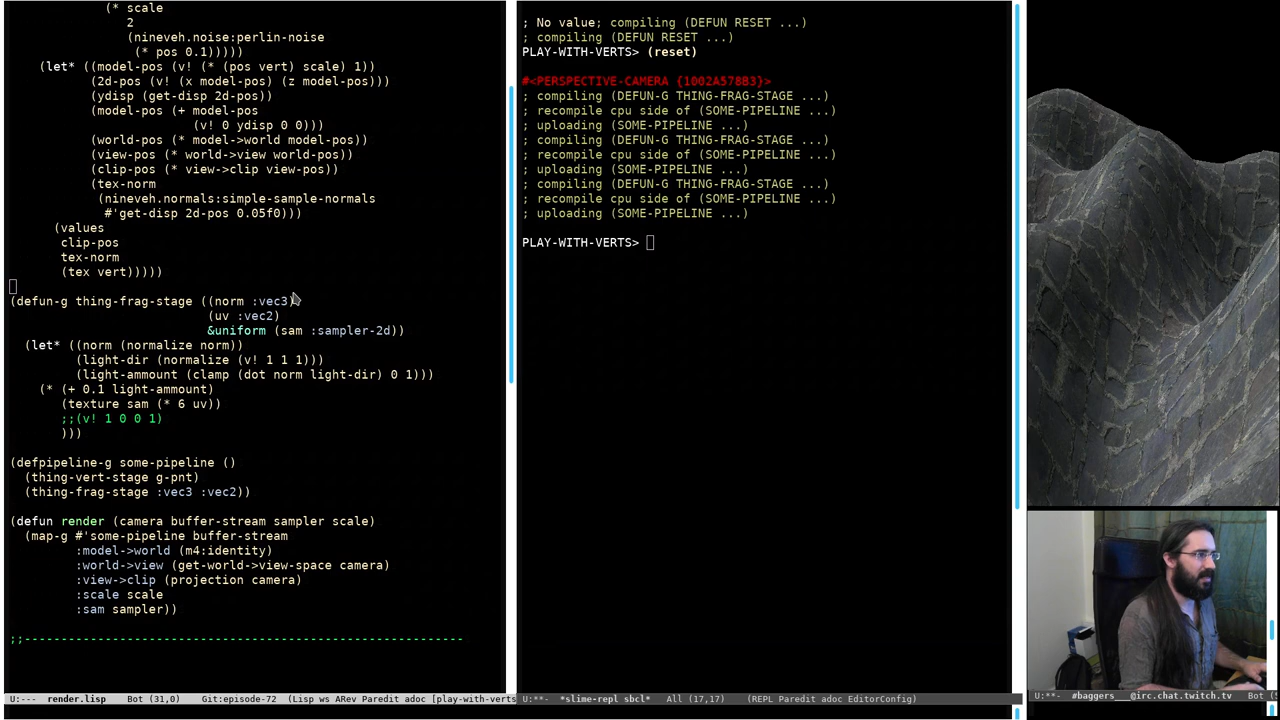 (* scale
2
(nineveh.noise:perlin-noise
(* pos 0.1)))))
(let* ((model-pos (v! (* (pos vert) scale) 1))
(2d-pos (v! (x model-pos) (z model-pos)))
(ydisp (get-disp 2d-pos))
(model-pos (+ model-pos
(v! 0 ydisp 0 0)))
(world-pos (* model->world model-pos))
(view-pos (* world->view world-pos))
(clip-pos (* view->clip view-pos))
(tex-norm
(nineveh.normals:simple-sample-normals
#'get-disp 2d-pos 0.05f0)))
(values
clip-pos
tex-norm
(tex vert)))))
(defun-g thing-frag-stage ((norm :vec3)
(uv :vec2)
&uniform (sam :sampler-2d))
(let* ((norm (normalize norm))
(light-dir (normalize (v! 1 1 1)))
(light-amount (clamp (dot norm light-dir) 0 1)))
(* (+ 0.1 light-amount)
(texture sam (* 6 uv))
;;(v! 1 0 0 1)
)))
(defpipeline-g some-pipeline ()
(thing-vert-stage g-pnt)
(thing-frag-stage :vec3 :vec2))
(defun render (camera buffer-stream sampler scale)
(map-g #'some-pipeline buffer-stream
:model->world (m4:identity)
:world->view (get-world->view-space camera)
:view->clip (projection camera)
:scale scale
:sam sampler))
;;------------------------------------------------------------
U:--- render.lisp Bot (31,0) Git:episode-72 (Lisp ws ARev Paredit adoc [play-with-verts
; No value; compiling (DEFUN RESET ...)
; compiling (DEFUN RESET ...)
PLAY-WITH-VERTS> (reset)
#<PERSPECTIVE-CAMERA {1002A578B3}>
; compiling (DEFUN-G THING-FRAG-STAGE ...)
; recompile cpu side of (SOME-PIPELINE ...)
; uploading (SOME-PIPELINE ...)
; compiling (DEFUN-G THING-FRAG-STAGE ...)
; recompile cpu side of (SOME-PIPELINE ...)
; uploading (SOME-PIPELINE ...)
; compiling (DEFUN-G THING-FRAG-STAGE ...)
; recompile cpu side of (SOME-PIPELINE ...)
; uploading (SOME-PIPELINE ...)
PLAY-WITH-VERTS>
U:**- *slime-repl sbcl* All (17,17) (REPL Paredit adoc EditorConfig)
U:**- #baggers___@irc.chat.twitch.tv Bot